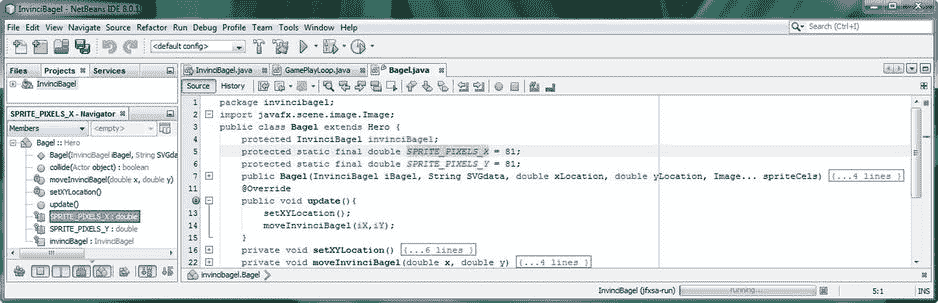 InvinciBagel - NetBeans IDE 8.0.1
File Edit View Navigate Source Refactor Run Debug Profile Team Tools Window Help
Search (Ctrl+I)
<default config>
Files Projects Services
InvinciBagel.java GamePlayLoop.java Bagel.java
InvinciBagel
Source History
SPRITE_PIXELS_X - Navigator
Members <empty>
Bagel :: Hero
Bagel(InvinciBagel iBagel, String SVGdat
collide(Actor object) : boolean
moveInvinciBagel(double x, double y)
setXYLocation()
update()
SPRITE_PIXELS_X : double
SPRITE_PIXELS_Y : double
invinciBagel : InvinciBagel
1 package invincibagel;
2 import javafx.scene.image.Image;
3 public class Bagel extends Hero {
4 protected InvinciBagel invinciBagel;
5 protected static final double SPRITE_PIXELS_X = 81;
6 protected static final double SPRITE_PIXELS_Y = 81;
7 public Bagel(InvinciBagel iBagel, String SVGdata, double xLocation, double yLocation, Image... spriteCels) {...4 lines }
11 @Override
public void update(){
13 setXYLocation();
14 moveInvinciBagel(iX,iY);
15 }
16 private void setXYLocation() {...6 lines }
22 private void moveInvinciBagel(double x, double y) {...4 lines }
invincibagel.Bagel
InvinciBagel (jfxsa-run) running... 5:1 INS